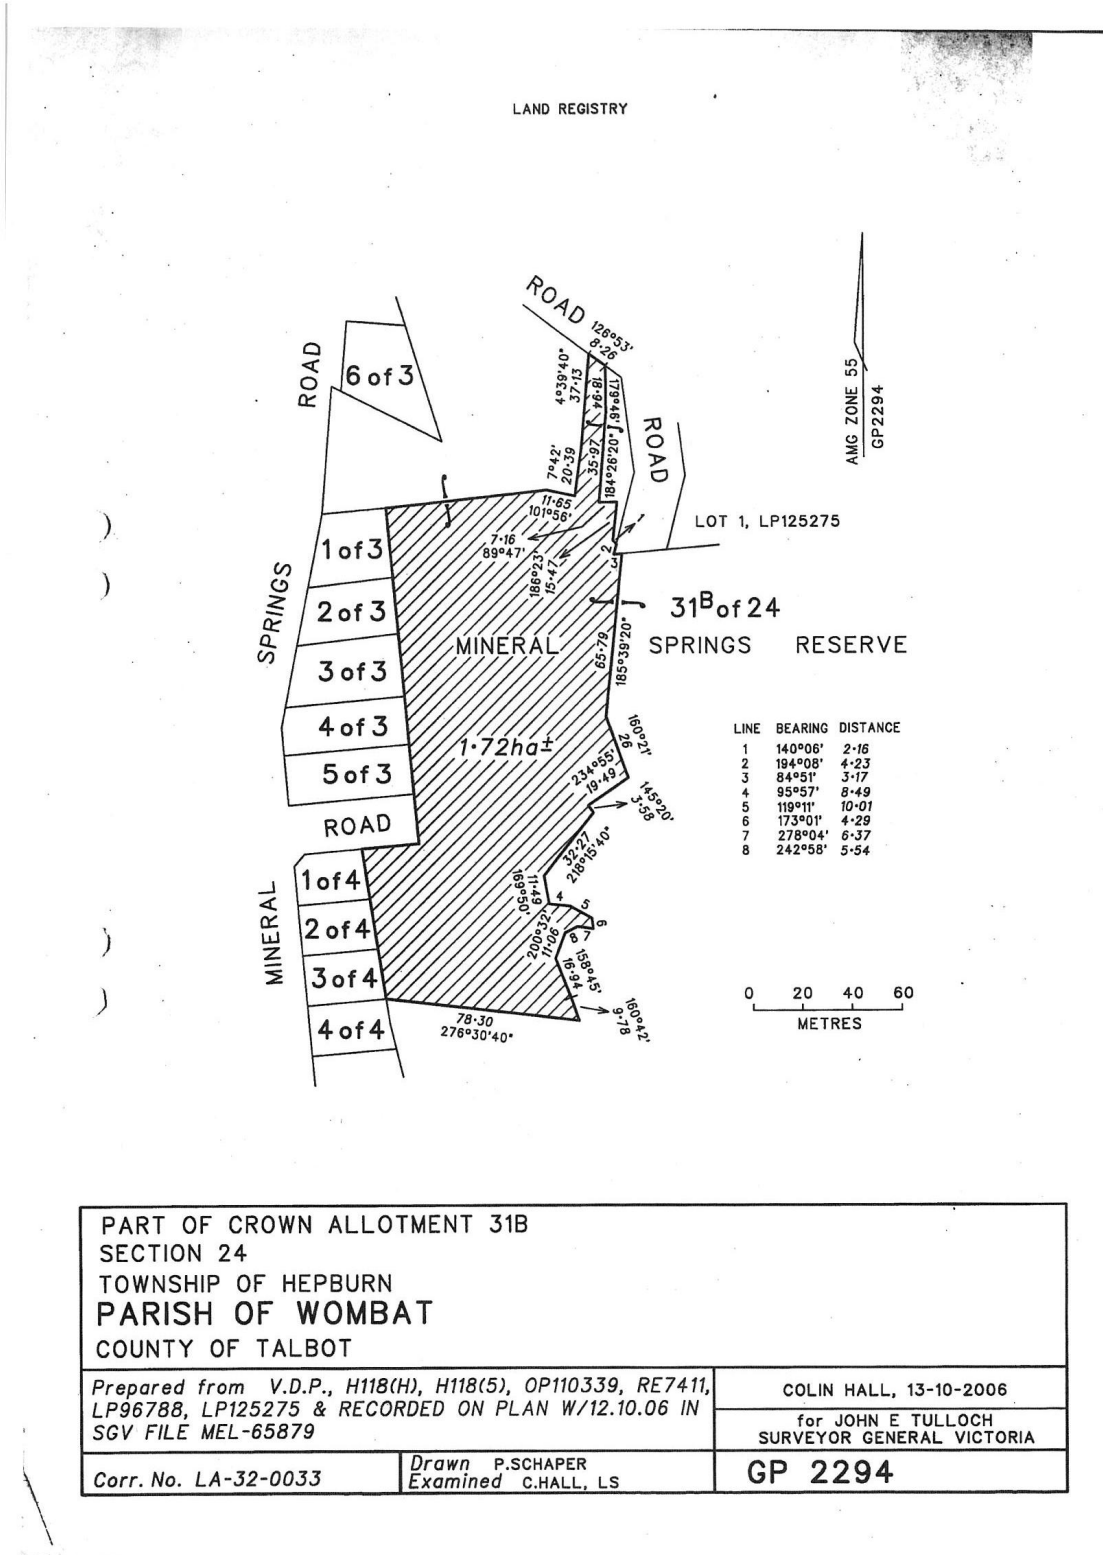 LAND REGISTRY
ROAD
126°53'
8·26
ROAD
6 of 3
4°39'40"
37·13
18·94
179°46'
ROAD
7°42'
20·39
35·97
184°26'20"
AMG ZONE 55
GP2294
11·65
101°56'
1
LOT 1, LP125275
7·16
89°47'
186°23'
15·47
2
3
1 of 3
SPRINGS
2 of 3
31B of 24
MINERAL SPRINGS RESERVE
65·79
185°39'20"
3 of 3
4 of 3
1·72ha±
160°21'
26
5 of 3
234°55'
19·49
145°20'
3·58
ROAD
32·27
218°15'40"
LINE BEARING DISTANCE
1 140°06' 2·16
2 194°08' 4·23
3 84°51' 3·17
4 95°57' 8·49
5 119°11' 10·01
6 173°01' 4·29
7 278°04' 6·37
8 242°58' 5·54
1 of 4
11·49
169°50'
4
5
6
7
8
MINERAL
2 of 4
200°32'
11·06
158°45'
16·94
3 of 4
160°42'
9·78
4 of 4
78·30
276°30'40"
0 20 40 60
METRES
PART OF CROWN ALLOTMENT 31B
SECTION 24
TOWNSHIP OF HEPBURN
PARISH OF WOMBAT
COUNTY OF TALBOT
Prepared from V.D.P., H118(H), H118(5), OP110339, RE7411,
LP96788, LP125275 & RECORDED ON PLAN W/12.10.06 IN
SGV FILE MEL-65879
COLIN HALL, 13-10-2006
for JOHN E TULLOCH
SURVEYOR GENERAL VICTORIA
Corr. No. LA-32-0033
Drawn P.SCHAPER
Examined C.HALL, LS
GP 2294